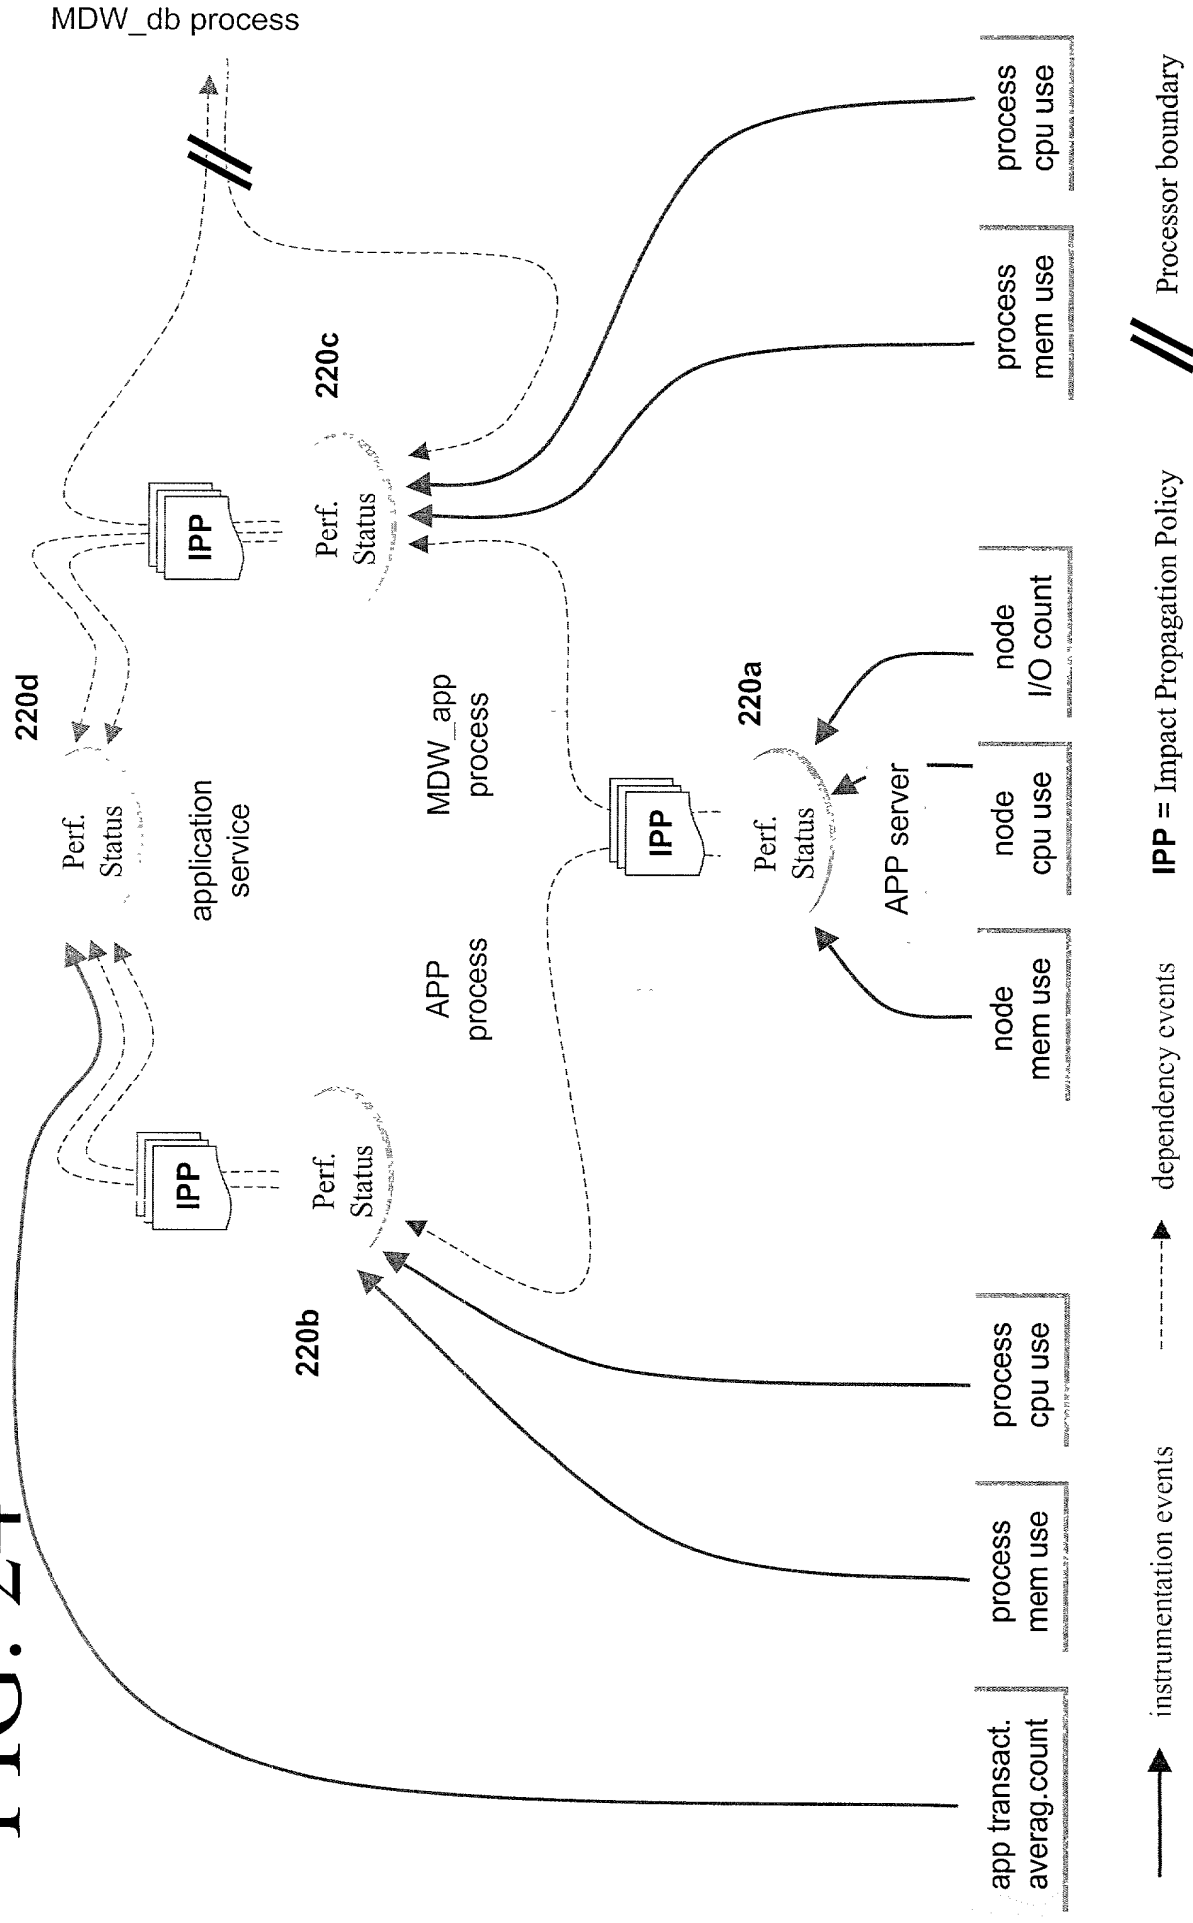 FIG. 24
MDW_db process
220d
Perf.
Status
application
service
IPP
IPP
220b
Perf.
Status
220c
Perf.
Status
APP
process
MDW_app
process
IPP
220a
Perf.
Status
APP server
app transact.
averag.count
process
mem use
process
cpu use
node
mem use
node
cpu use
node
I/O count
process
mem use
process
cpu use
instrumentation events
dependency events
IPP = Impact Propagation Policy
Processor boundary